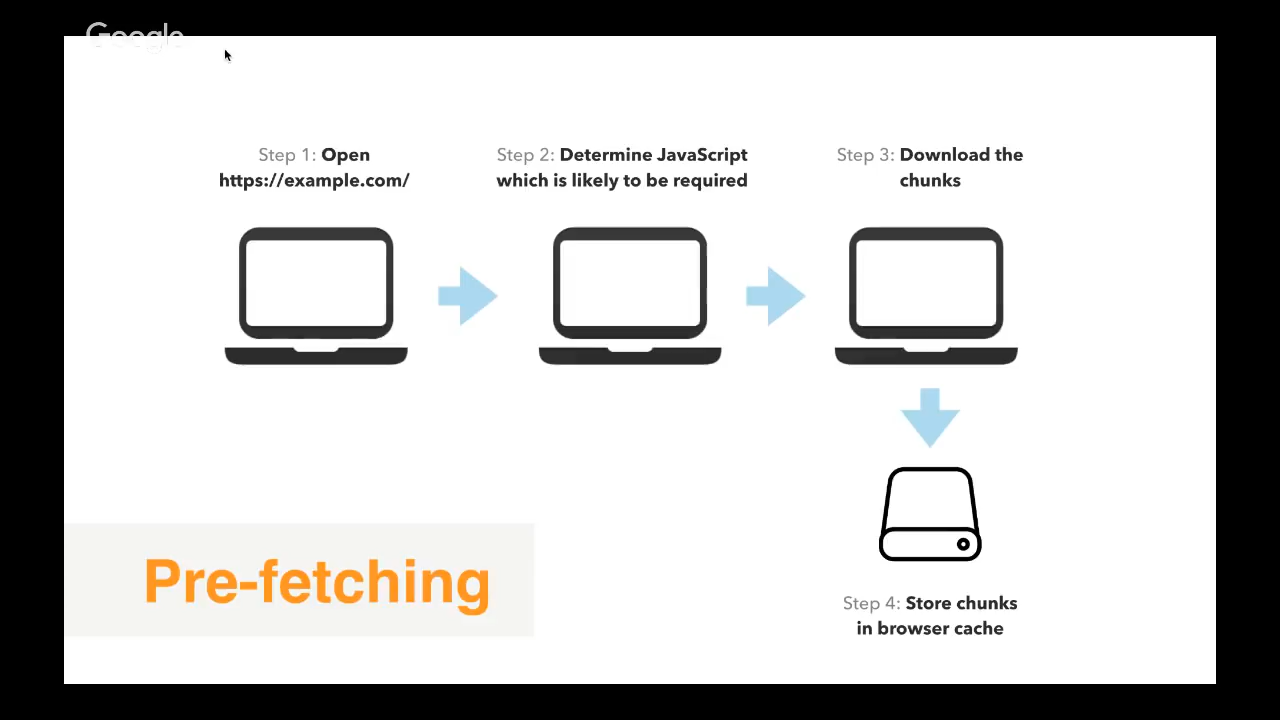 Google
Step 1: Open
https://example.com/
Step 2: Determine JavaScript
which is likely to be required
Step 3: Download the
chunks
Pre-fetching
Step 4: Store chunks
in browser cache